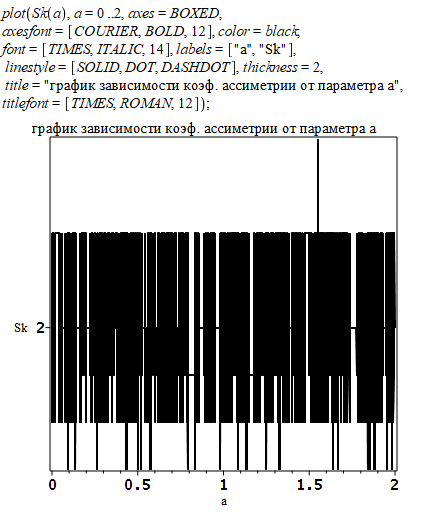 plot(Sk(a), a = 0 ..2, axes = BOXED,
axesfont = [COURIER, BOLD, 12], color = black,
font = [TIMES, ITALIC, 14], labels = ["a", "Sk"],
linestyle = [SOLID, DOT, DASHDOT], thickness = 2,
title = "график зависимости коэф. ассиметрии от параметра a",
titlefont = [TIMES, ROMAN, 12]);
график зависимости коэф. ассиметрии от параметра a
Sk 2
0 0.5 1 1.5 2
a